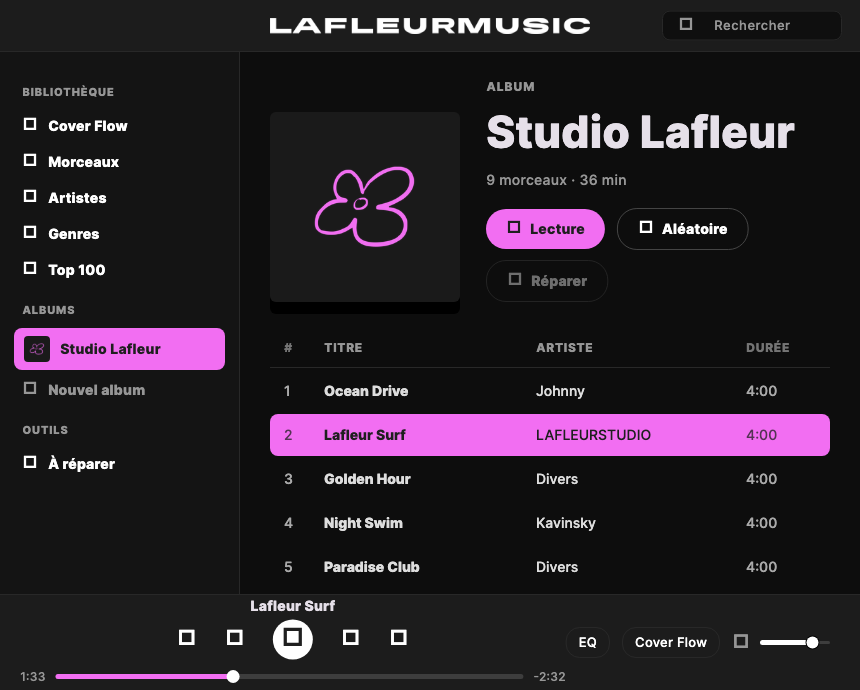 LAFLEURMUSIC
Rechercher
BIBLIOTHÈQUE
Cover Flow
Morceaux
Artistes
Genres
Top 100
ALBUMS
Studio Lafleur
Nouvel album
OUTILS
À réparer
ALBUM
Studio Lafleur
9 morceaux · 36 min
Lecture
Aléatoire
Réparer
# TITRE ARTISTE DURÉE
1 Ocean Drive Johnny 4:00
2 Lafleur Surf LAFLEURSTUDIO 4:00
3 Golden Hour Divers 4:00
4 Night Swim Kavinsky 4:00
5 Paradise Club Divers 4:00
Lafleur Surf
EQ
Cover Flow
1:33 -2:32